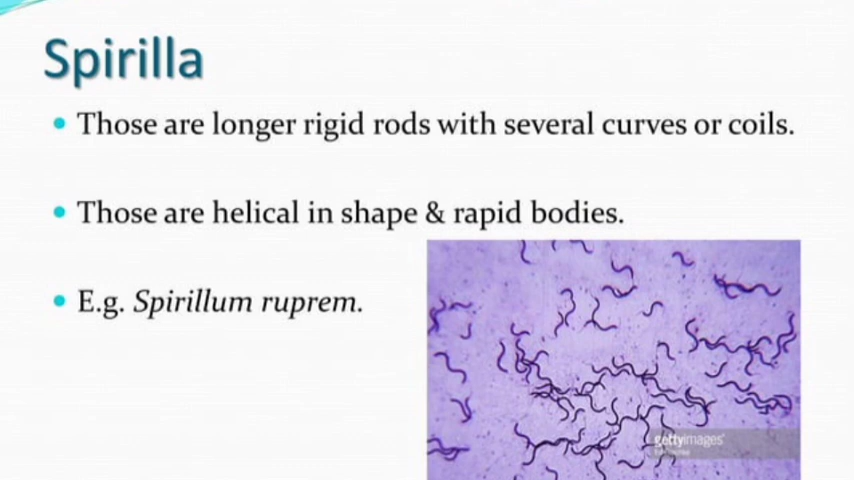 Spirilla
Those are longer rigid rods with several curves or coils.
Those are helical in shape & rapid bodies.
E.g. Spirillum ruprem.
gettyimages